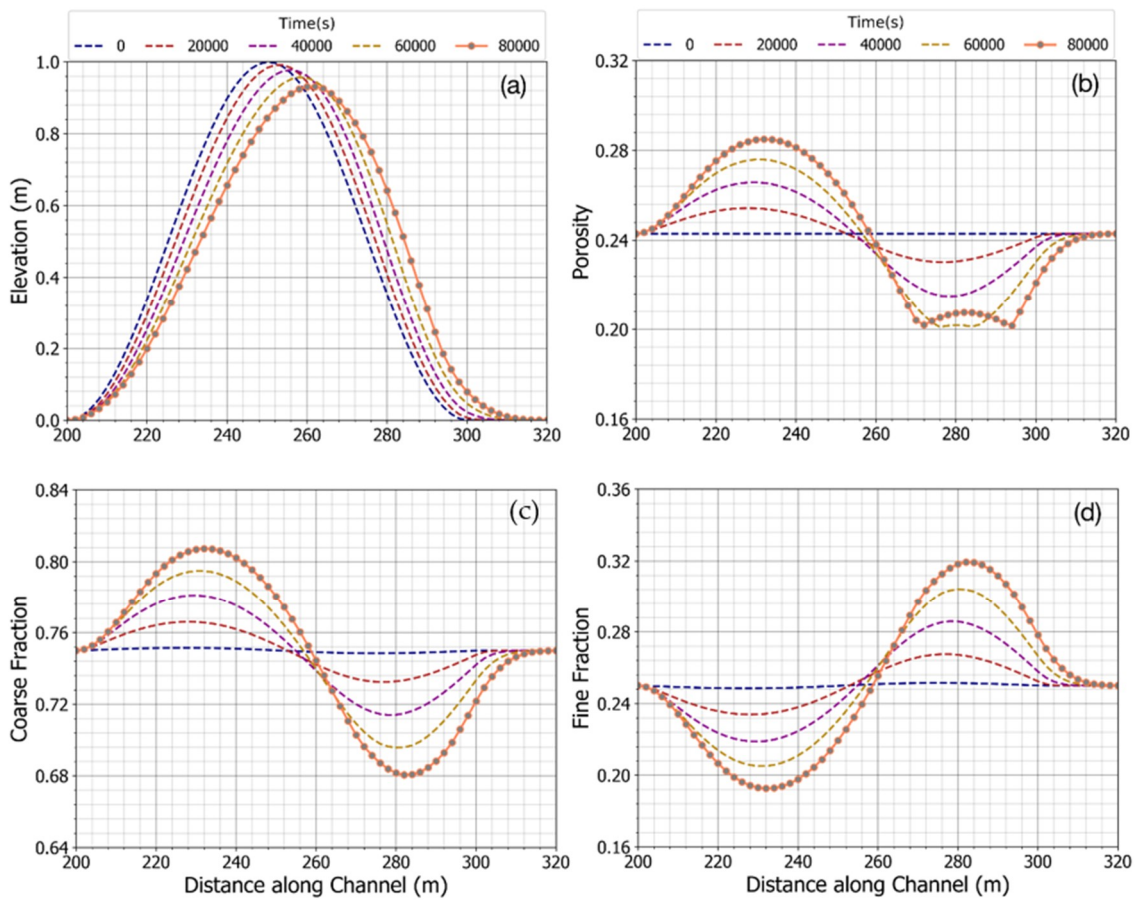 Time(s)
0 20000 40000 60000 80000
(a)
Elevation (m)
1.0
0.8
0.6
0.4
0.2
0.0
200 220 240 260 280 300 320
Time(s)
0 20000 40000 60000 80000
(b)
Porosity
0.32
0.28
0.24
0.20
0.16
200 220 240 260 280 300 320
(c)
Coarse Fraction
0.84
0.80
0.76
0.72
0.68
0.64
200 220 240 260 280 300 320
Distance along Channel (m)
(d)
Fine Fraction
0.36
0.32
0.28
0.24
0.20
0.16
200 220 240 260 280 300 320
Distance along Channel (m)